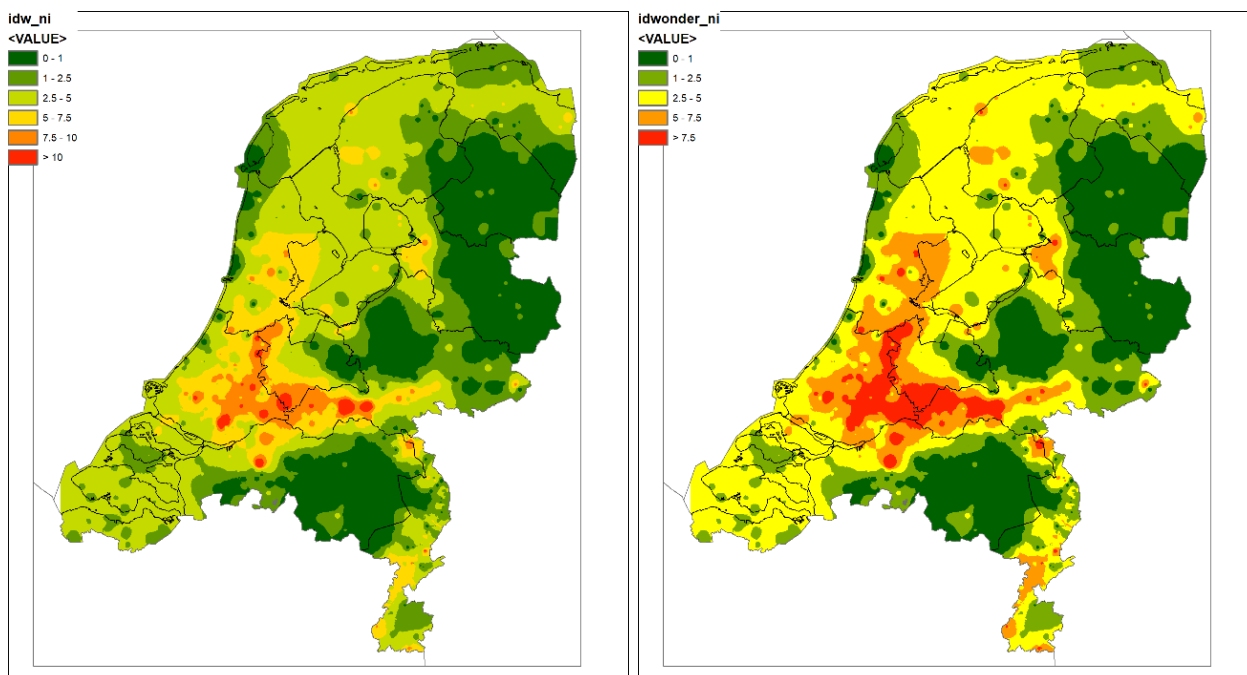 idw_ni
<VALUE>
0 - 1
1 - 2.5
2.5 - 5
5 - 7.5
7.5 - 10
> 10
idwonder_ni
<VALUE>
0 - 1
1 - 2.5
2.5 - 5
5 - 7.5
> 7.5